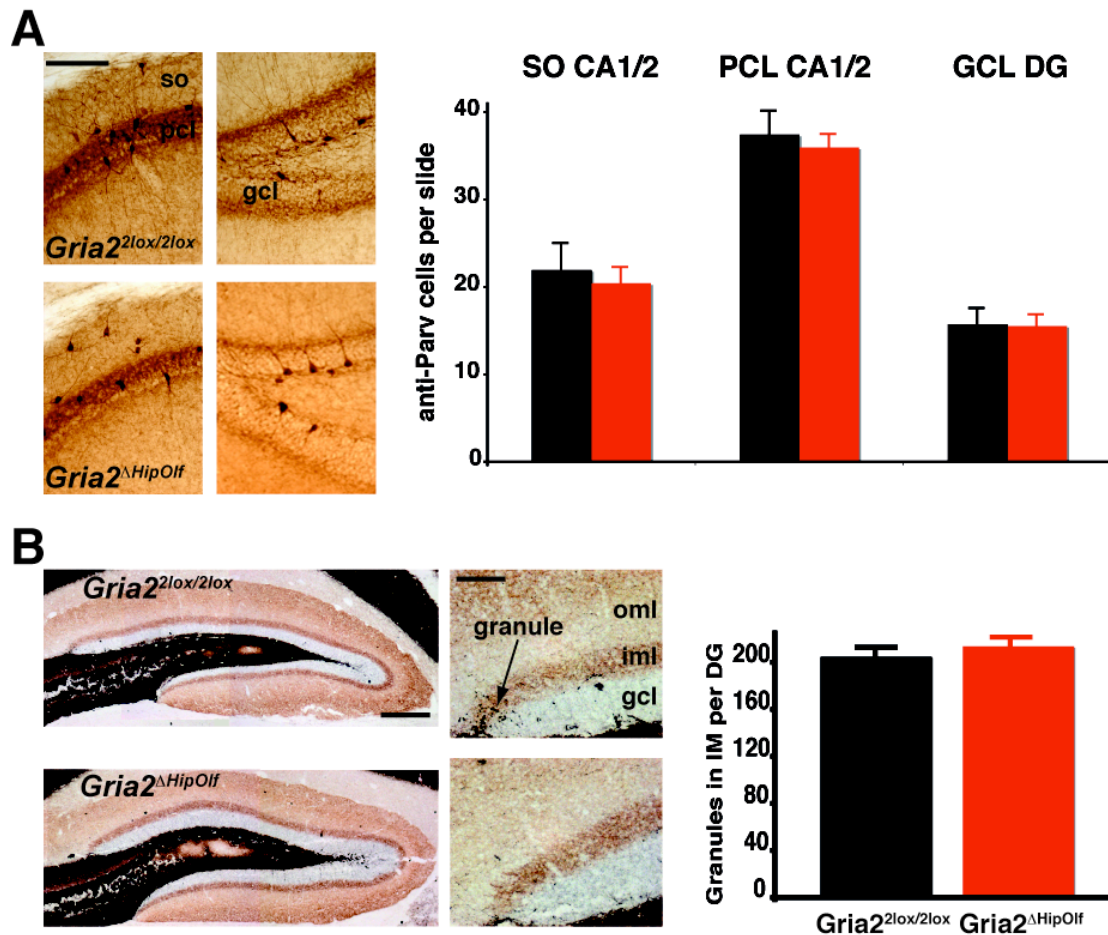 A
so
pcl
Gria2^2lox/2lox
gcl
Gria2^ΔHipOlf
SO CA1/2 PCL CA1/2 GCL DG
anti-Parv cells per slide
40
30
20
10
0
B
Gria2^2lox/2lox
granule
oml
iml
gcl
Gria2^ΔHipOlf
Granules in IM per DG
200
160
120
80
40
0
Gria2^2lox/2lox Gria2^ΔHipOlf